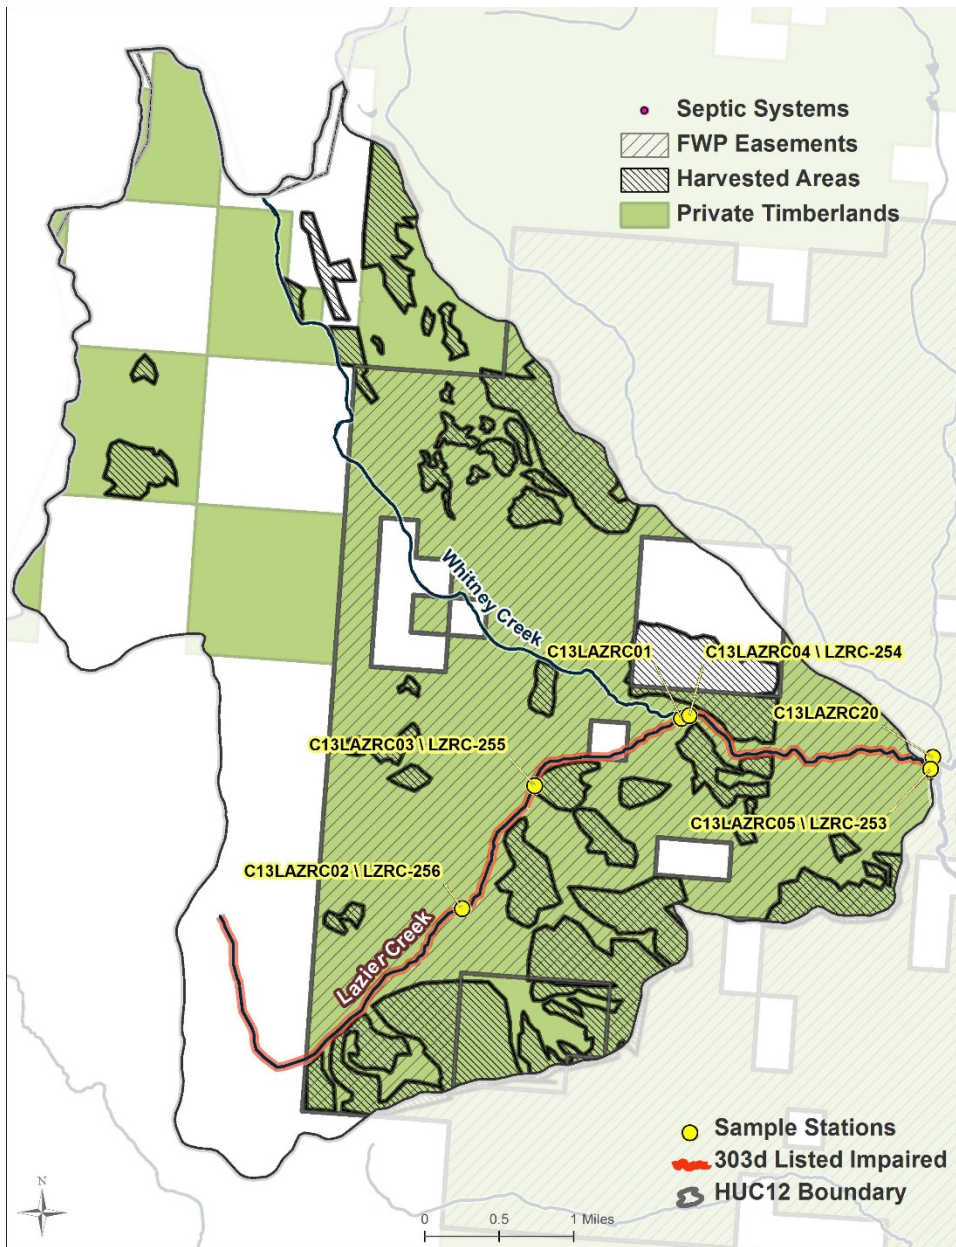 Septic Systems
FWP Easements
Harvested Areas
Private Timberlands
Whitney Creek
C13LAZRC01
C13LAZRC04 \ LZRC-254
C13LAZRC20
C13LAZRC03 \ LZRC-255
C13LAZRC05 \ LZRC-253
C13LAZRC02 \ LZRC-256
Lazier Creek
Sample Stations
303d Listed Impaired
HUC12 Boundary
N
0 0.5 1 Miles